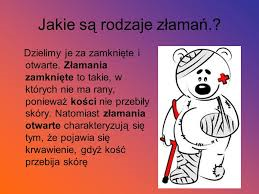 Jakie są rodzaje złamań.?
Dzielimy je za zamknięte i
otwarte. Złamania
zamknięte to takie, w
których nie ma rany,
ponieważ kości nie przebiły
skóry. Natomiast złamania
otwarte charakteryzują się
tym, że pojawia się
krwawienie, gdyż kość
przebija skórę